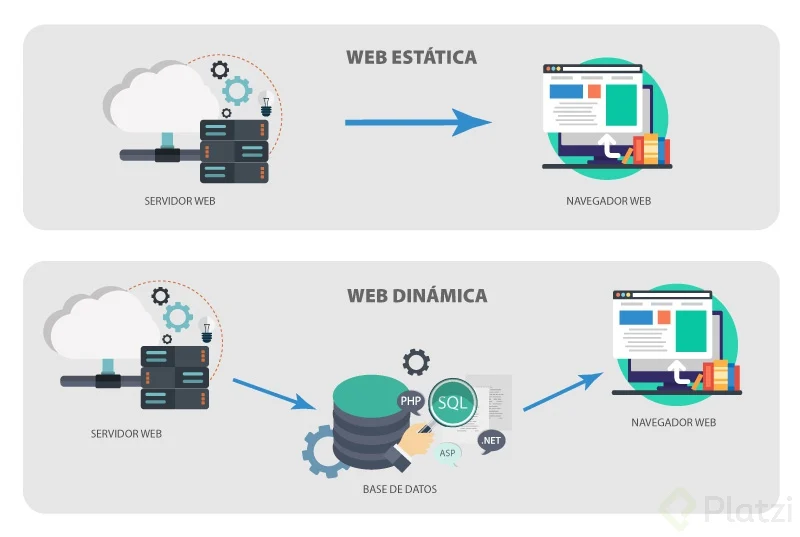 WEB ESTÁTICA
SERVIDOR WEB
NAVEGADOR WEB
WEB DINÁMICA
PHP
SQL
.NET
ASP
SERVIDOR WEB
NAVEGADOR WEB
BASE DE DATOS
Platzi